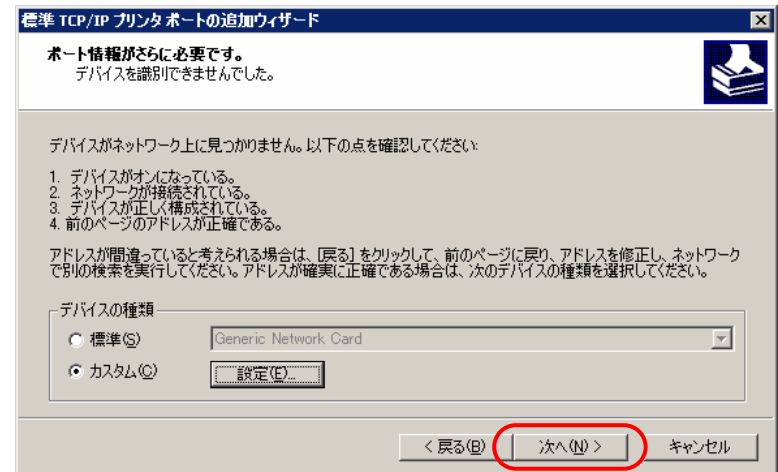 標準 TCP/IP プリンタ ポートの追加ウィザード
ポート情報がさらに必要です。
デバイスを識別できませんでした。
デバイスがネットワーク上に見つかりません。以下の点を確認してください:
1. デバイスがオンになっている。
2. ネットワークが接続されている。
3. デバイスが正しく構成されている。
4. 前のページのアドレスが正確である。
アドレスが間違っていると考えられる場合は、[戻る] をクリックして、前のページに戻り、アドレスを修正し、ネットワーク
で別の検索を実行してください。アドレスが確実に正確である場合は、次のデバイスの種類を選択してください。
デバイスの種類
標準(S)
Generic Network Card
カスタム(C)
設定(E)...
< 戻る(B)
次へ(N) >
キャンセル